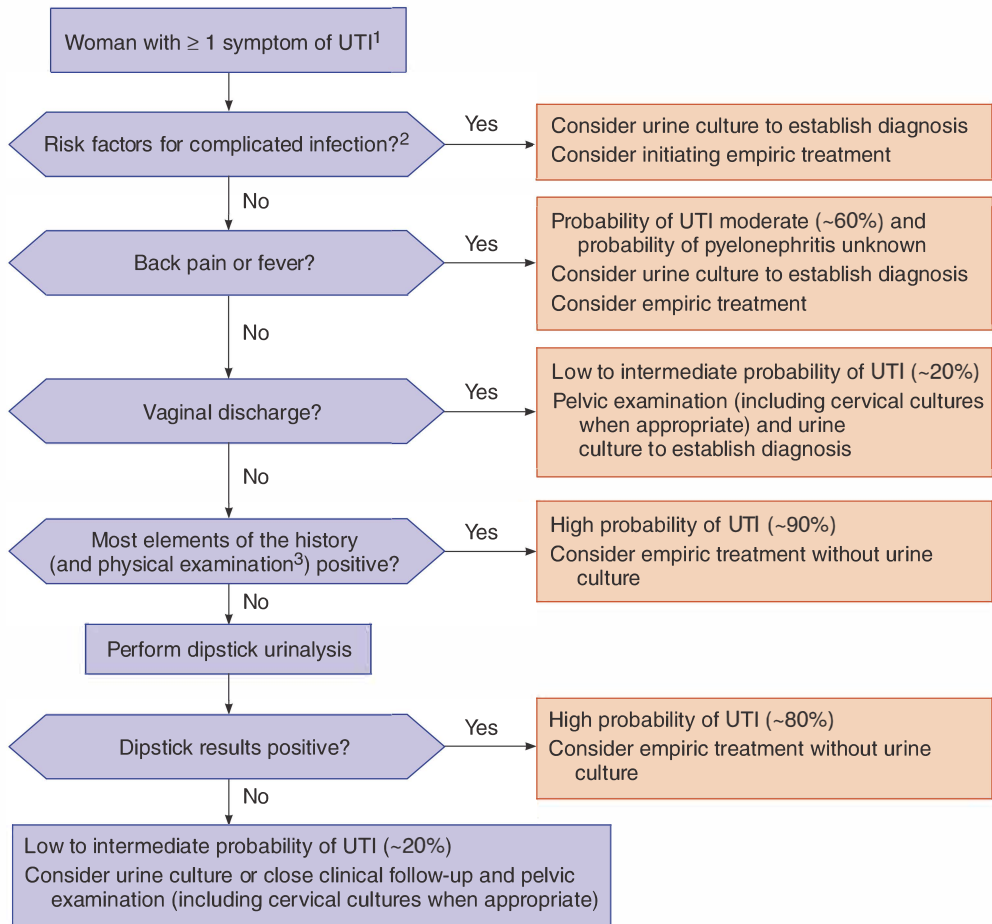 Woman with ≥ 1 symptom of UTI¹
Risk factors for complicated infection?²
Yes
Consider urine culture to establish diagnosis
Consider initiating empiric treatment
No
Back pain or fever?
Yes
Probability of UTI moderate (~60%) and
probability of pyelonephritis unknown
Consider urine culture to establish diagnosis
Consider empiric treatment
No
Vaginal discharge?
Yes
Low to intermediate probability of UTI (~20%)
Pelvic examination (including cervical cultures
when appropriate) and urine
culture to establish diagnosis
No
Most elements of the history
(and physical examination³) positive?
Yes
High probability of UTI (~90%)
Consider empiric treatment without urine
culture
No
Perform dipstick urinalysis
Dipstick results positive?
Yes
High probability of UTI (~80%)
Consider empiric treatment without urine
culture
No
Low to intermediate probability of UTI (~20%)
Consider urine culture or close clinical follow-up and pelvic
examination (including cervical cultures when appropriate)